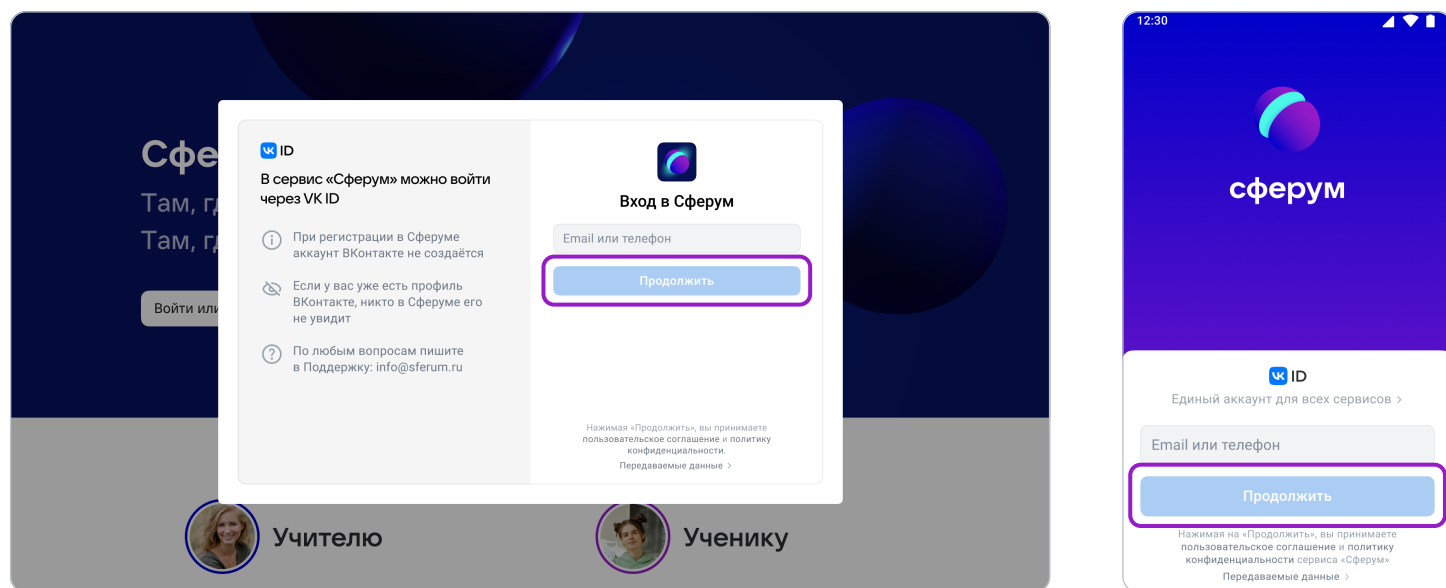 Сфе
Там, г
Там, г
Войти или
VK ID
В сервис «Сферум» можно войти
через VK ID
При регистрации в Сферуме
аккаунт ВКонтакте не создаётся
Если у вас уже есть профиль
ВКонтакте, никто в Сферуме его
не увидит
По любым вопросам пишите
в Поддержку: info@sferum.ru
Вход в Сферум
Email или телефон
Продолжить
Нажимая «Продолжить», вы принимаете
пользовательское соглашение и политику
конфиденциальности.
Передаваемые данные >
Учителю
Ученику
12:30
сферум
VK ID
Единый аккаунт для всех сервисов >
Email или телефон
Продолжить
Нажимая на «Продолжить», вы принимаете
пользовательское соглашение и политику
конфиденциальности сервиса «Сферум»
Передаваемые данные >